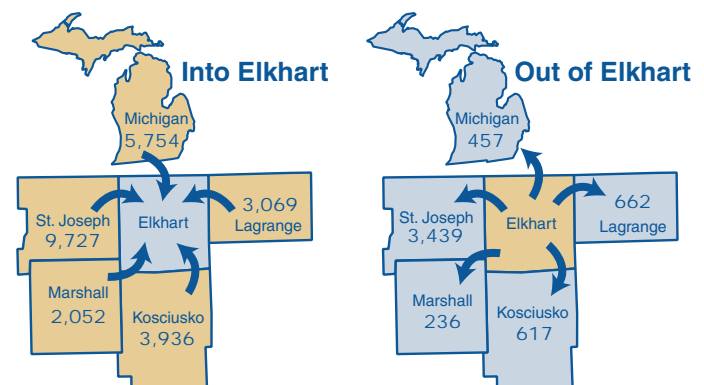 Into Elkhart
Michigan
5,754
St. Joseph
9,727
Elkhart
3,069
Lagrange
Marshall
2,052
Kosciusko
3,936
Out of Elkhart
Michigan
457
St. Joseph
3,439
Elkhart
662
Lagrange
Marshall
236
Kosciusko
617